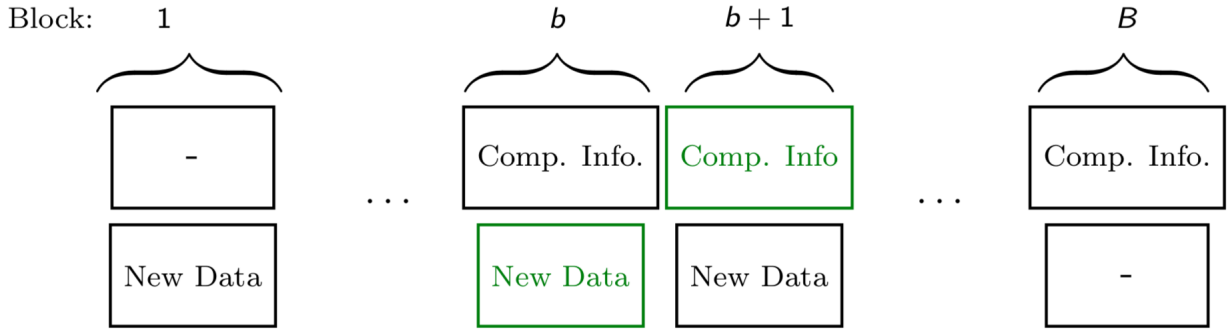 Block: 1 b b + 1 B
- Comp. Info. Comp. Info Comp. Info.
... ...
New Data New Data New Data -